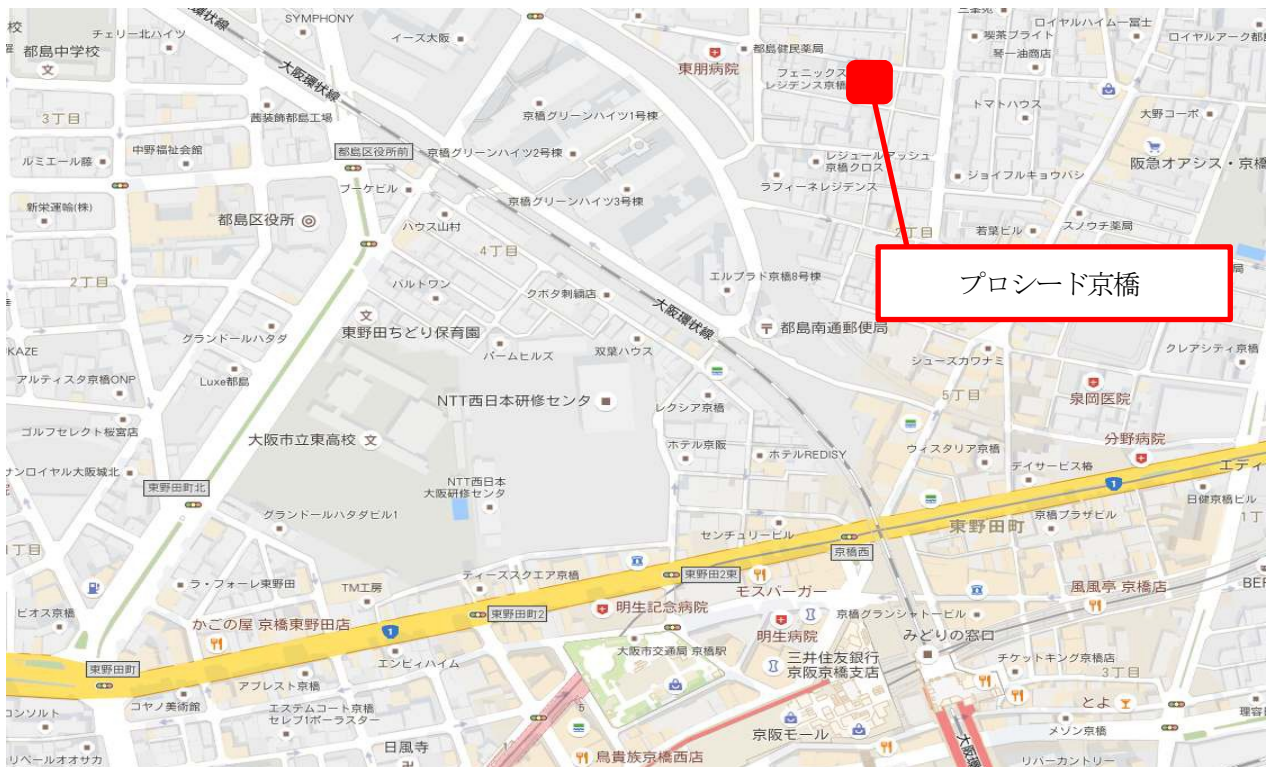 校
チェリー北ハイツ
SYMPHONY
都島中学校
文
イーズ大阪
大阪環状線
東朋病院
都島健民薬局
フェニックス
レジデンス京橋
ロイヤルハイム一冨士
喫茶ブライト
琴一油商店
ロイヤルアーク都島
3丁目
茜装飾都島工場
京橋グリーンハイツ1号棟
トマトハウス
大野コーポ
ルミエール藤
中野福祉会館
都島区役所前
京橋グリーンハイツ2号棟
レジュールアッシュ
京橋クロス
阪急オアシス・京橋
ブーケビル
ラフィーネレジデンス
ジョイフルキョウバシ
新栄運輸(株)
都島区役所
京橋グリーンハイツ3号棟
ハウス山村
2丁目
若葉ビル
スノウチ薬局
4丁目
プロシード京橋
局
2丁目
バルトワン
クボタ刺繍店
エルプラド京橋8号棟
大阪環状線
文
東野田ちどり保育園
〒 都島南通郵便局
KAZE
グランドールハタダ
パームヒルズ
双葉ハウス
シューズカワナミ
クレアシティ京橋
アルティスタ京橋ONP
Luxe都島
NTT西日本研修センタ
レクシア京橋
5丁目
泉岡医院
ゴルフセレクト桜宮店
大阪市立東高校 文
ホテル京阪
ホテルREDISY
ウィスタリア京橋
分野病院
サンロイヤル大阪城北
デイサービス椿
エディ
東野田町北
NTT西日本
大阪研修センタ
1
日健京橋ビル
グランドールハタダビル1
センチュリービル
京橋西
東野田町
京橋プラザビル
1丁
1丁目
ラ・フォーレ東野田
TM工房
ティーズスクエア京橋
東野田2東
モスバーガー
風風亭 京橋店
BER
ビオス京橋
かごの屋 京橋東野田店
1
東野田町2
明生記念病院
明生病院
京橋グランシャトービル
みどりの窓口
東野田町
エンビィハイム
大阪市交通局 京橋駅
三井住友銀行
京阪京橋支店
チケットキング京橋店
3丁目
アプレスト京橋
コンソルト
コヤノ美術館
エステムコート京橋
セレブ1ポーラスター
とよ
理容
京阪モール
メゾン京橋
リベールオオサカ
日風寺
鳥貴族京橋西店
大阪環
リバーカントリー